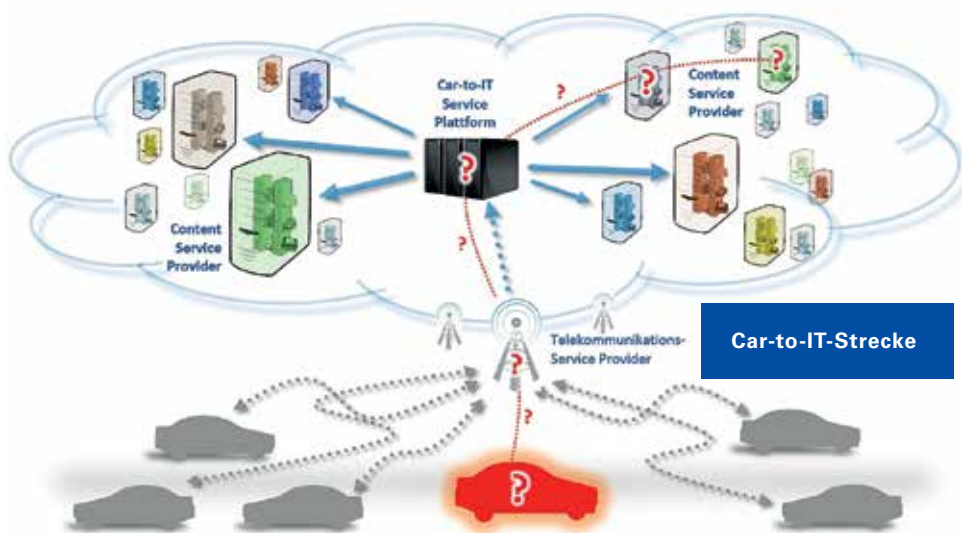 Car-to-IT
Service
Plattform
?
Content
Service
Provider
?
?
?
Content
Service
Provider
?
?
Telekommunikations-
Service Provider
Car-to-IT-Strecke
?
?
?